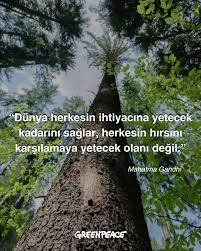 “Dünya herkesin ihtiyacına yetecek
kadarını sağlar, herkesin hırsını
karşılamaya yetecek olanı değil.”
Mahatma Gandhi
GREENPEACE